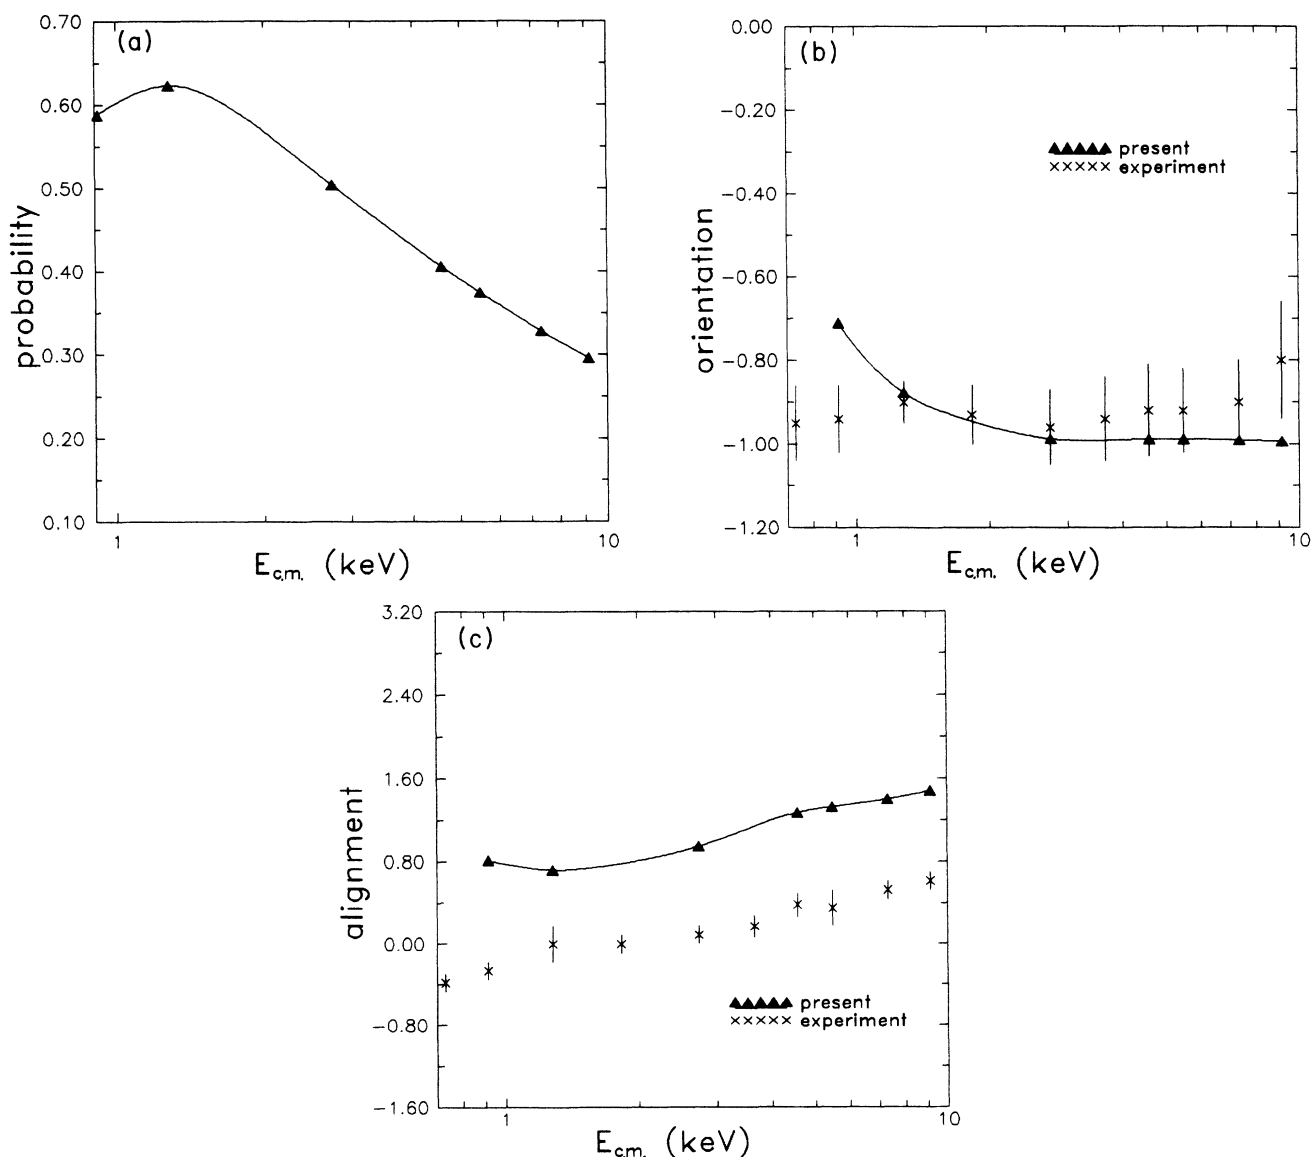 (a)
0.70
0.60
0.50
0.40
0.30
0.20
0.10
probability
1
10
E_c.m. (keV)
(b)
0.00
−0.20
−0.40
−0.60
−0.80
−1.00
−1.20
orientation
present
experiment
1
10
E_c.m. (keV)
(c)
3.20
2.40
1.60
0.80
0.00
−0.80
−1.60
alignment
present
experiment
1
10
E_c.m. (keV)